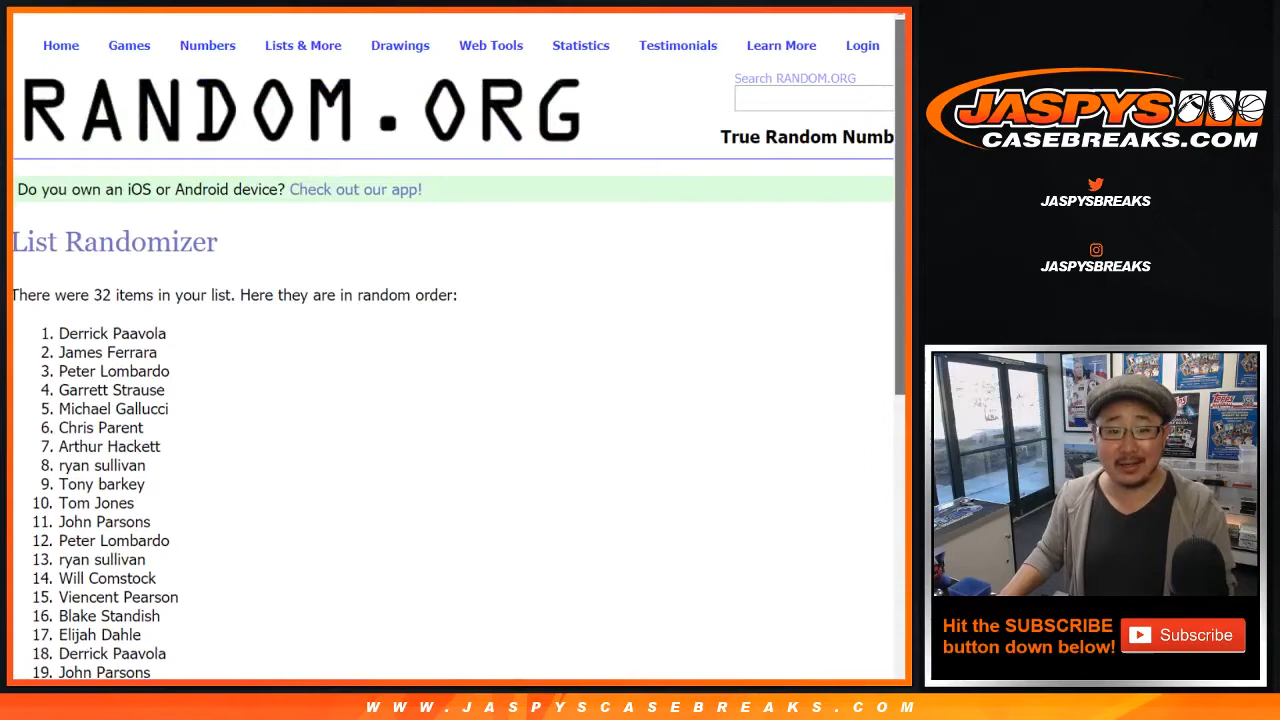 Home Games Numbers Lists & More Drawings Web Tools Statistics Testimonials Learn More Login
RANDOM.ORG
Search RANDOM.ORG
True Random Numb
Do you own an iOS or Android device? Check out our app!
List Randomizer
There were 32 items in your list. Here they are in random order:
1. Derrick Paavola
2. James Ferrara
3. Peter Lombardo
4. Garrett Strause
5. Michael Gallucci
6. Chris Parent
7. Arthur Hackett
8. ryan sullivan
9. Tony barkey
10. Tom Jones
11. John Parsons
12. Peter Lombardo
13. ryan sullivan
14. Will Comstock
15. Viencent Pearson
16. Blake Standish
17. Elijah Dahle
18. Derrick Paavola
19. John Parsons
JASPYS
CASEBREAKS.COM
JASPYSBREAKS
JASPYSBREAKS
Hit the SUBSCRIBE
button down below!
Subscribe
WWW.JASPYSCASEBREAKS.COM